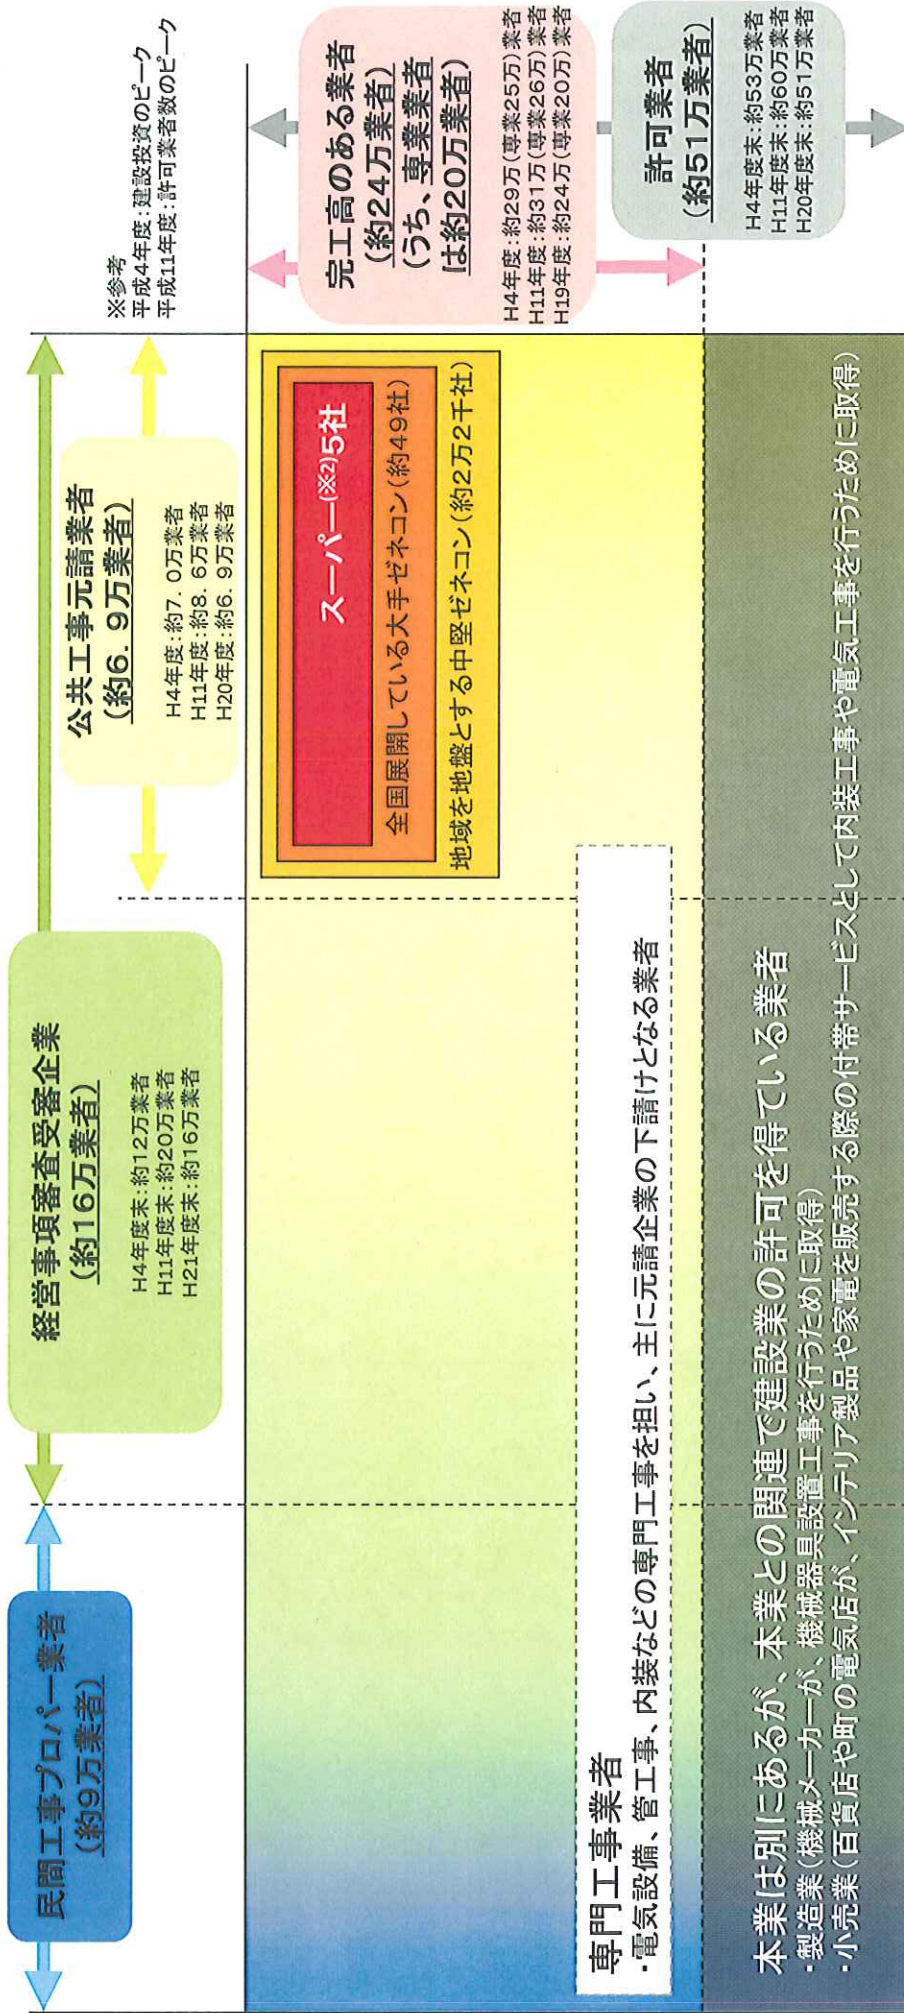 民間工事プロパー業者
(約9万業者)
経営事項審査受審企業
(約16万業者)
H4年度末:約12万業者
H11年度末:約20万業者
H21年度末:約16万業者
公共工事元請業者
(約6.9万業者)
H4年度:約7.0万業者
H11年度:約8.6万業者
H20年度:約6.9万業者
※参考
平成4年度:建設投資のピーク
平成11年度:許可業者数のピーク
スーパー(※2)5社
全国展開している大手ゼネコン(約49社)
地域を地盤とする中堅ゼネコン(約2万2千社)
完工高のある業者
(約24万業者)
(うち、専業業者
は約20万業者)
H4年度:約29万(専業25万)業者
H11年度:約31万(専業26万)業者
H19年度:約24万(専業20万)業者
専門工事業者
・電気設備、管工事、内装などの専門工事を担い、主に元請企業の下請けとなる業者
許可業者
(約51万業者)
H4年度末:約53万業者
H11年度末:約60万業者
H20年度末:約51万業者
本業は別にあるが、本業との関連で建設業の許可を得ている業者
・製造業(機械メーカーが、機械器具設置工事を行うために取得)
・小売業(百貨店や町の電気店が、インテリア製品や家電を販売する際の付帯サービスとして内装工事や電気工事を行うために取得)